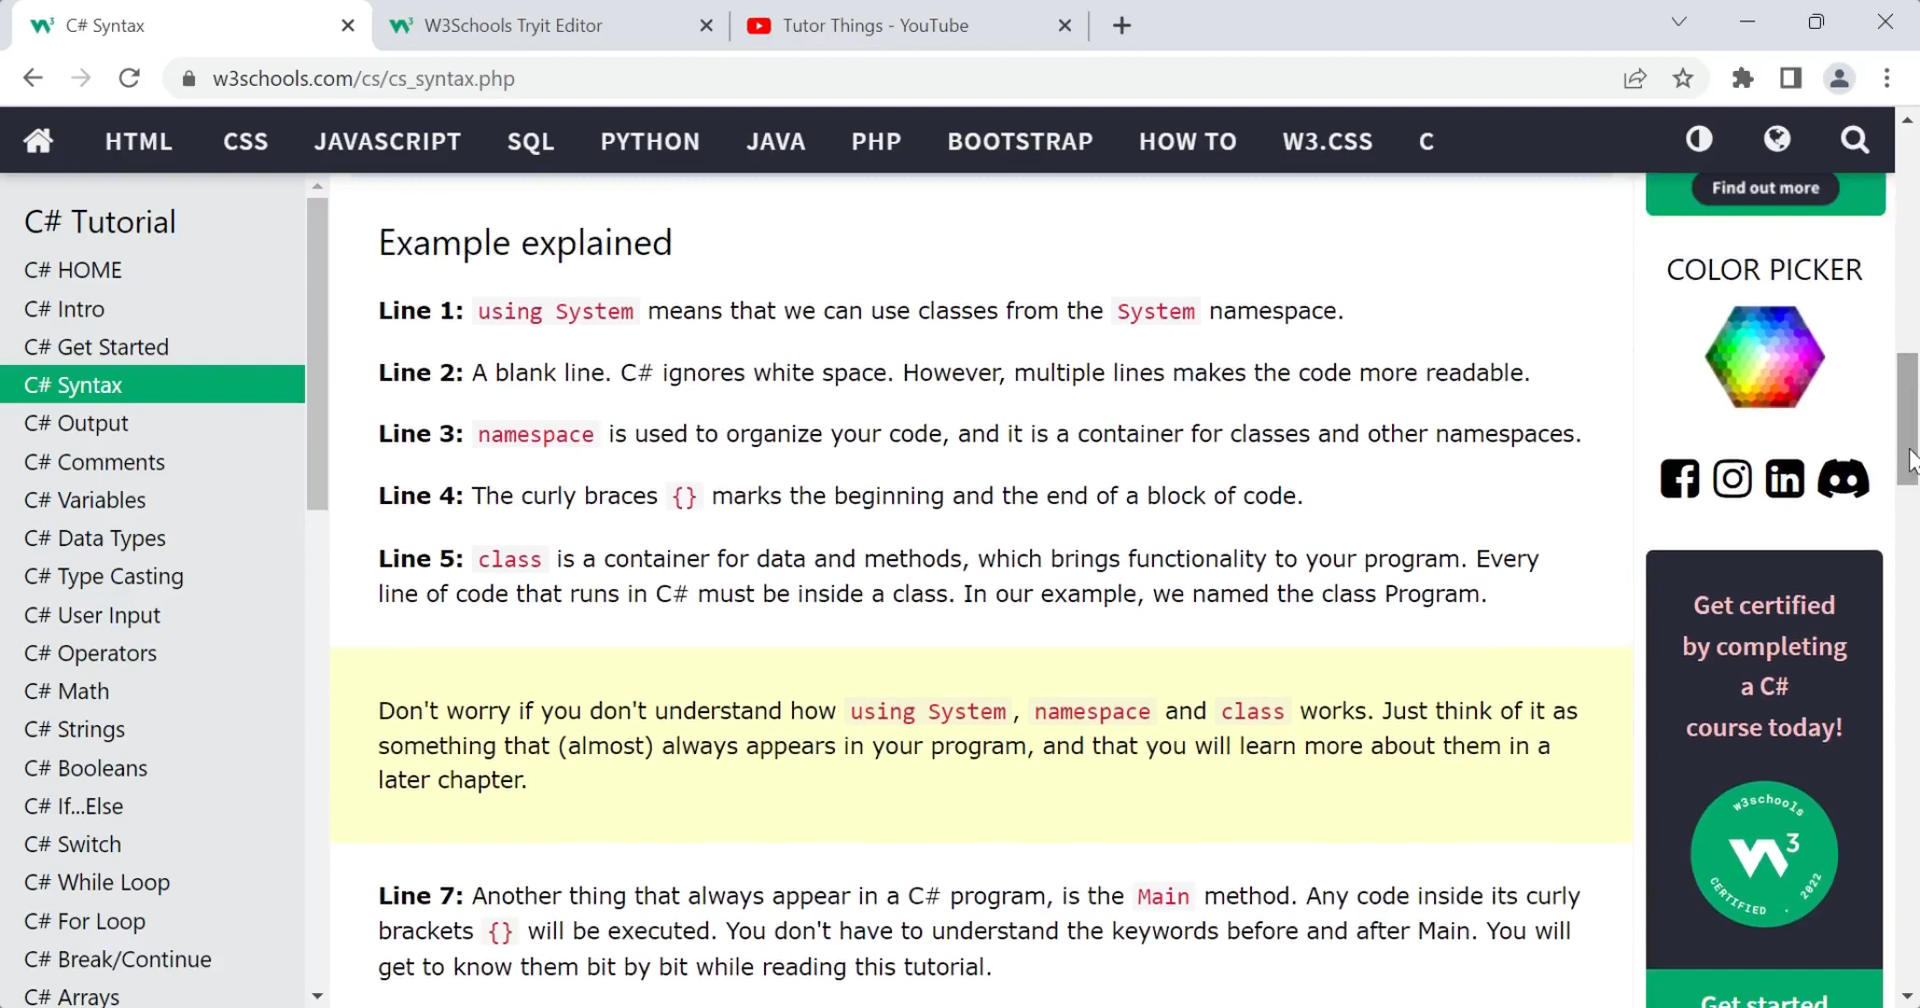 C# Syntax
W3Schools Tryit Editor
Tutor Things - YouTube
w3schools.com/cs/cs_syntax.php
HTML CSS JAVASCRIPT SQL PYTHON JAVA PHP BOOTSTRAP HOW TO W3.CSS C
C# Tutorial
C# HOME
C# Intro
C# Get Started
C# Syntax
C# Output
C# Comments
C# Variables
C# Data Types
C# Type Casting
C# User Input
C# Operators
C# Math
C# Strings
C# Booleans
C# If...Else
C# Switch
C# While Loop
C# For Loop
C# Break/Continue
C# Arrays
Example explained
Line 1: using System means that we can use classes from the System namespace.
Line 2: A blank line. C# ignores white space. However, multiple lines makes the code more readable.
Line 3: namespace is used to organize your code, and it is a container for classes and other namespaces.
Line 4: The curly braces {} marks the beginning and the end of a block of code.
Line 5: class is a container for data and methods, which brings functionality to your program. Every
line of code that runs in C# must be inside a class. In our example, we named the class Program.
Don't worry if you don't understand how using System, namespace and class works. Just think of it as
something that (almost) always appears in your program, and that you will learn more about them in a
later chapter.
Line 7: Another thing that always appear in a C# program, is the Main method. Any code inside its curly
brackets {} will be executed. You don't have to understand the keywords before and after Main. You will
get to know them bit by bit while reading this tutorial.
Find out more
COLOR PICKER
Get certified
by completing
a C#
course today!
w3schools
3
CERTIFIED . 2022
Get started